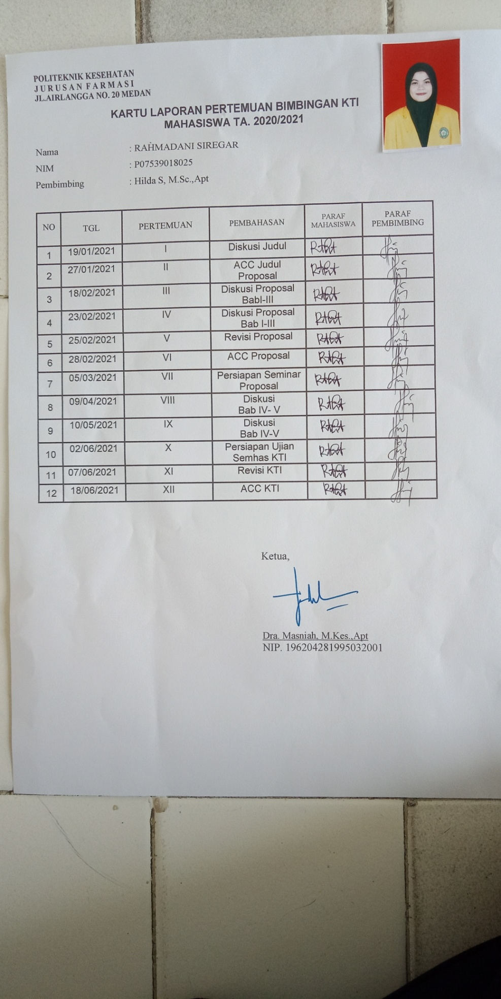 POLITEKNIK KESEHATAN
JURUSAN FARMASI
JL.AIRLANGGA NO. 20 MEDAN
KARTU LAPORAN PERTEMUAN BIMBINGAN KTI
MAHASISWA TA. 2020/2021
Nama : RAHMADANI SIREGAR
NIM : P07539018025
Pembimbing : Hilda S, M.Sc.,Apt
NO TGL PERTEMUAN PEMBAHASAN PARAF MAHASISWA PARAF PEMBIMBING
1 19/01/2021 I Diskusi Judul
2 27/01/2021 II ACC Judul Proposal
3 18/02/2021 III Diskusi Proposal BabI-III
4 23/02/2021 IV Diskusi Proposal Bab I-III
5 25/02/2021 V Revisi Proposal
6 28/02/2021 VI ACC Proposal
7 05/03/2021 VII Persiapan Seminar Proposal
8 09/04/2021 VIII Diskusi Bab IV- V
9 10/05/2021 IX Diskusi Bab IV-V
10 02/06/2021 X Persiapan Ujian Semhas KTI
11 07/06/2021 XI Revisi KTI
12 18/06/2021 XII ACC KTI
Ketua,
Dra. Masniah, M.Kes.,Apt
NIP. 196204281995032001